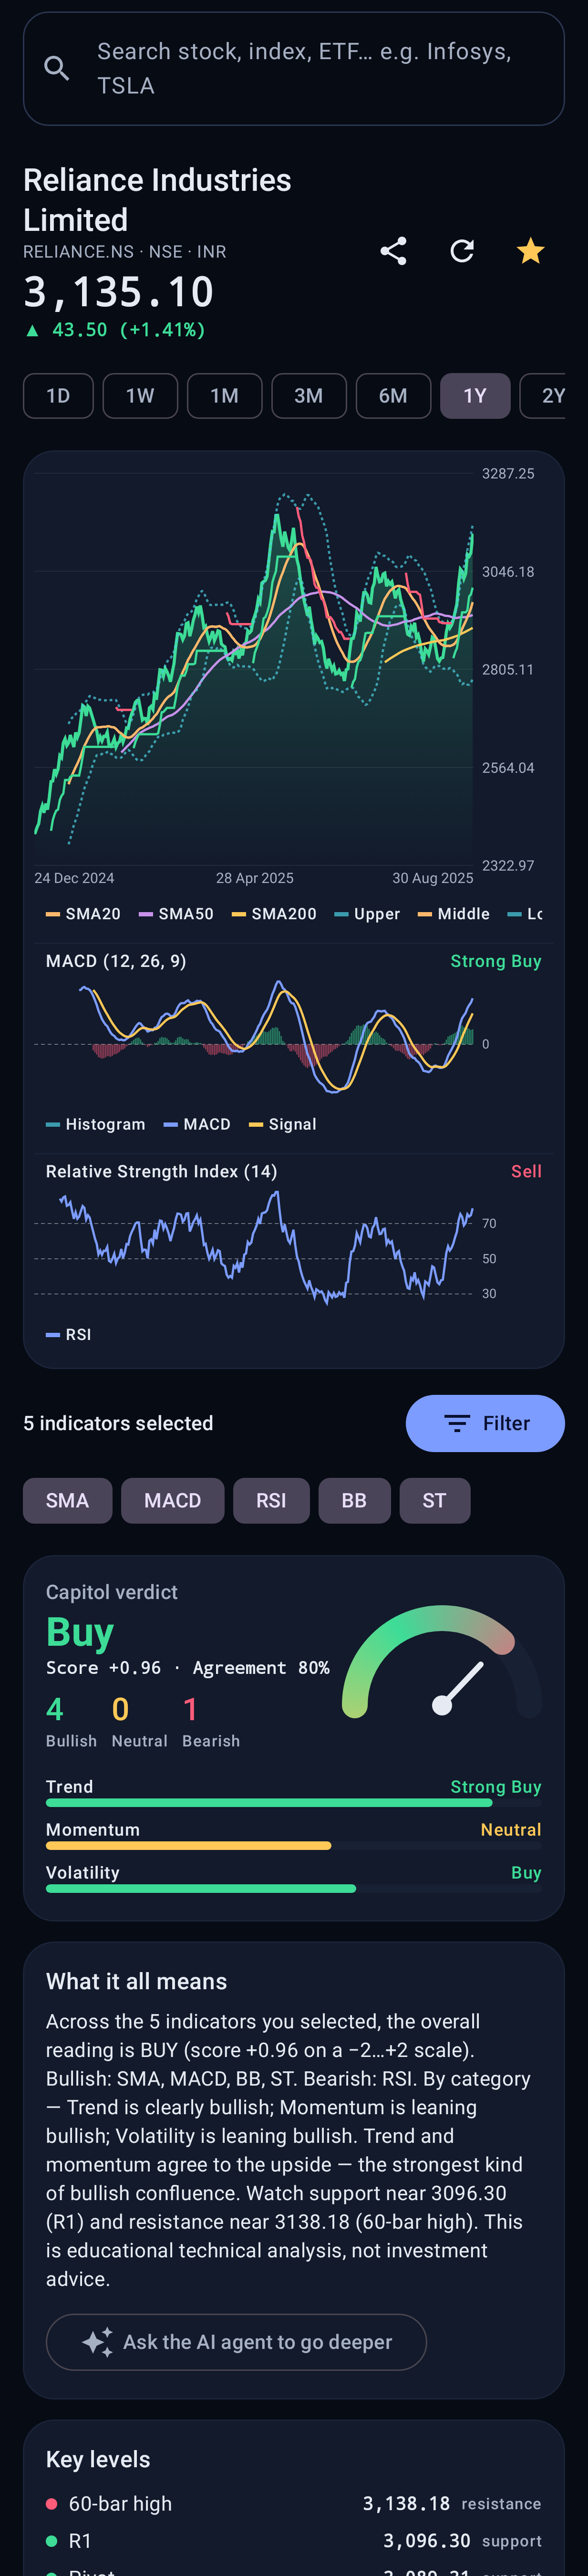 Search stock, index, ETF… e.g. Infosys,
TSLA
Reliance Industries
Limited
RELIANCE.NS · NSE · INR
3,135.10
▲ 43.50 (+1.41%)
1D 1W 1M 3M 6M 1Y 2Y
3287.25
3046.18
2805.11
2564.04
2322.97
24 Dec 2024 28 Apr 2025 30 Aug 2025
SMA20 SMA50 SMA200 Upper Middle
MACD (12, 26, 9) Strong Buy
0
Histogram MACD Signal
Relative Strength Index (14) Sell
70
50
30
RSI
5 indicators selected Filter
SMA MACD RSI BB ST
Capitol verdict
Buy
Score +0.96 · Agreement 80%
4 0 1
Bullish Neutral Bearish
Trend Strong Buy
Momentum Neutral
Volatility Buy
What it all means
Across the 5 indicators you selected, the overall
reading is BUY (score +0.96 on a −2…+2 scale).
Bullish: SMA, MACD, BB, ST. Bearish: RSI. By category
— Trend is clearly bullish; Momentum is leaning
bullish; Volatility is leaning bullish. Trend and
momentum agree to the upside — the strongest kind
of bullish confluence. Watch support near 3096.30
(R1) and resistance near 3138.18 (60-bar high). This
is educational technical analysis, not investment
advice.
Ask the AI agent to go deeper
Key levels
60-bar high 3,138.18 resistance
R1 3,096.30 support